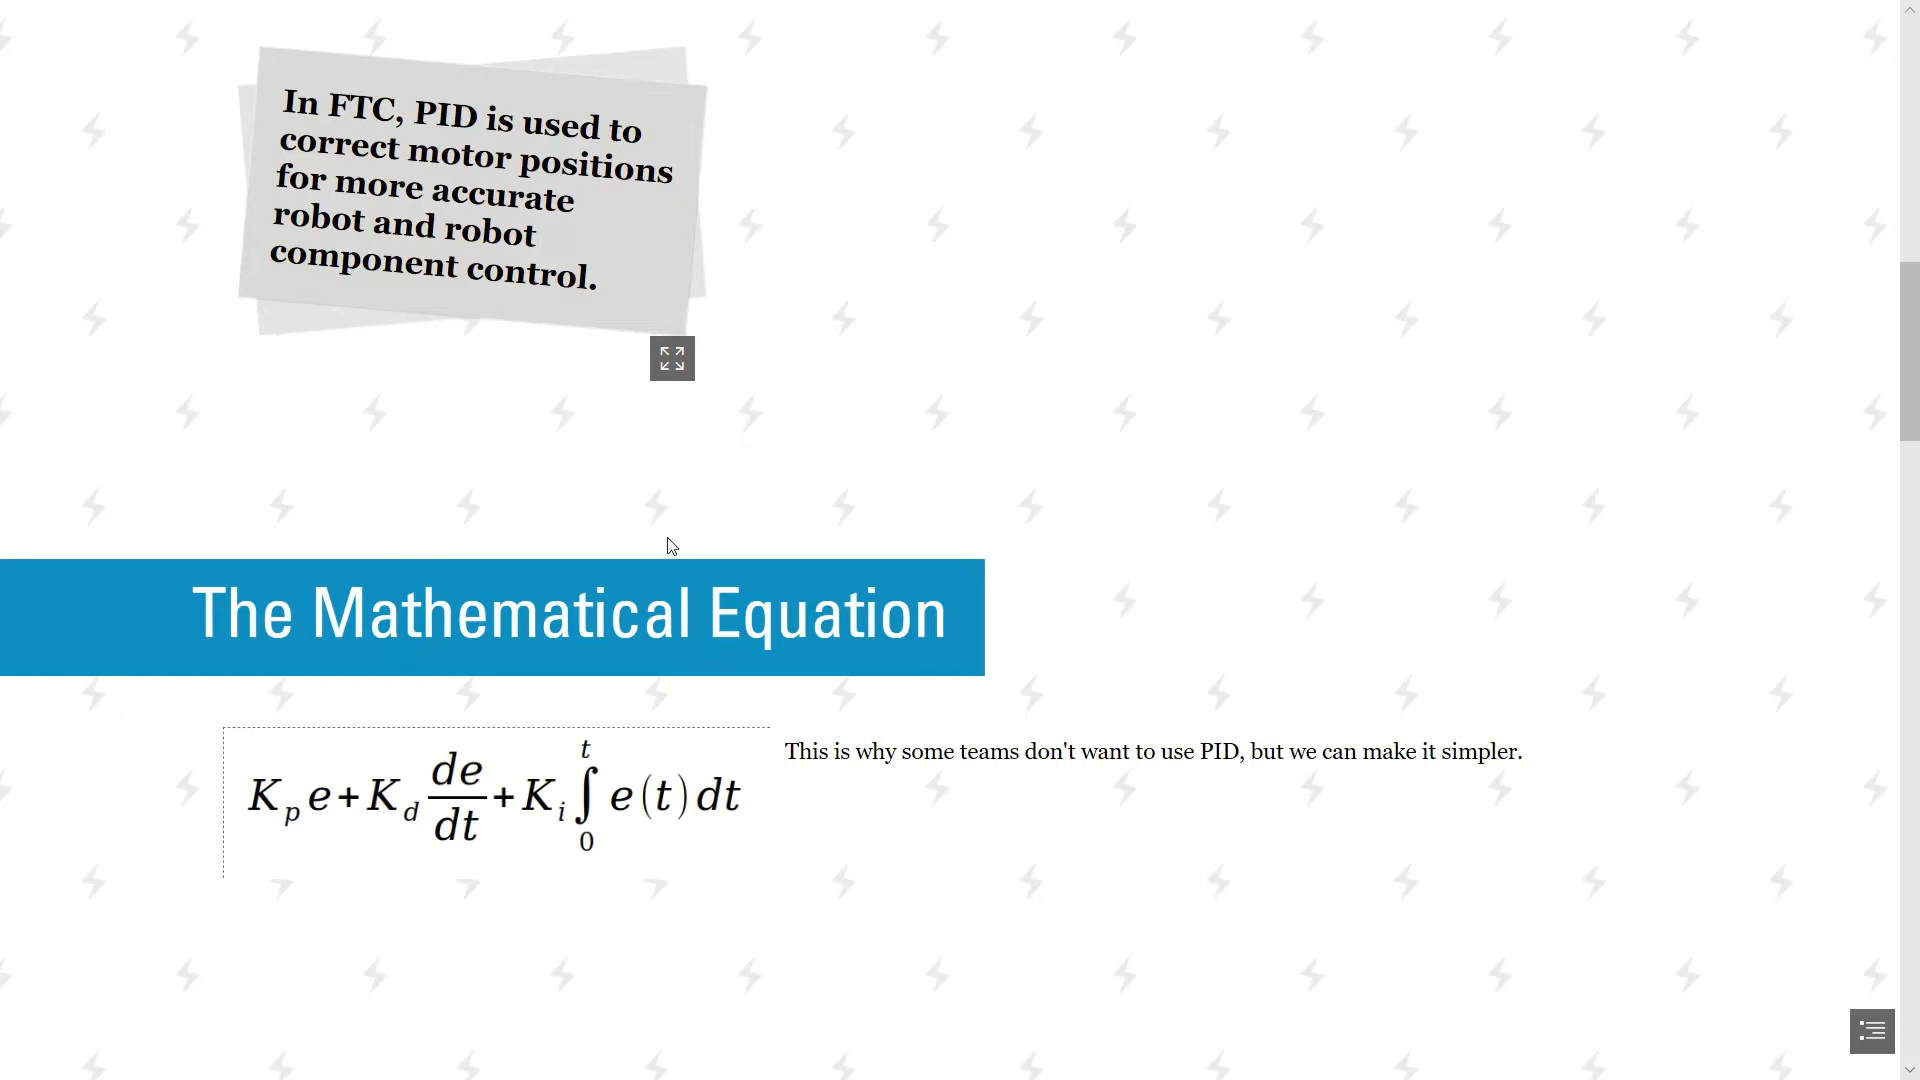 In FTC, PID is used to
correct motor positions
for more accurate
robot and robot
component control.
The Mathematical Equation
K_p e + K_d de/dt + K_i ∫_0^t e(t) dt
This is why some teams don't want to use PID, but we can make it simpler.